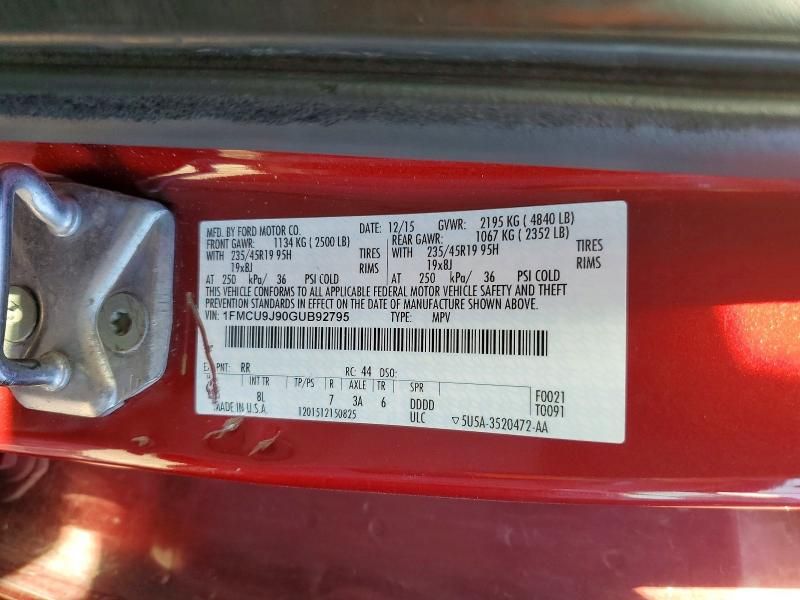 MFD. BY FORD MOTOR CO. DATE: 12/15 GVWR: 2195 KG ( 4840 LB)
FRONT GAWR: 1134 KG ( 2500 LB) REAR GAWR: 1067 KG ( 2352 LB)
WITH 235/45R19 95H TIRES WITH 235/45R19 95H TIRES
19x8J RIMS 19x8J RIMS
AT 250 kPa/ 36 PSI COLD AT 250 kPa/ 36 PSI COLD
THIS VEHICLE CONFORMS TO ALL APPLICABLE FEDERAL MOTOR VEHICLE SAFETY AND THEFT
PREVENTION STANDARDS IN EFFECT ON THE DATE OF MANUFACTURE SHOWN ABOVE.
VIN: 1FMCU9J90GUB92795 TYPE: MPV
PNT: RR RC: 44 DSO:
INT TR TP/PS R AXLE TR SPR F0021
8L 7 3A 6 DDDD T0091
MADE IN U.S.A. 1201512150825 ULC ▽5U5A-3520472-AA